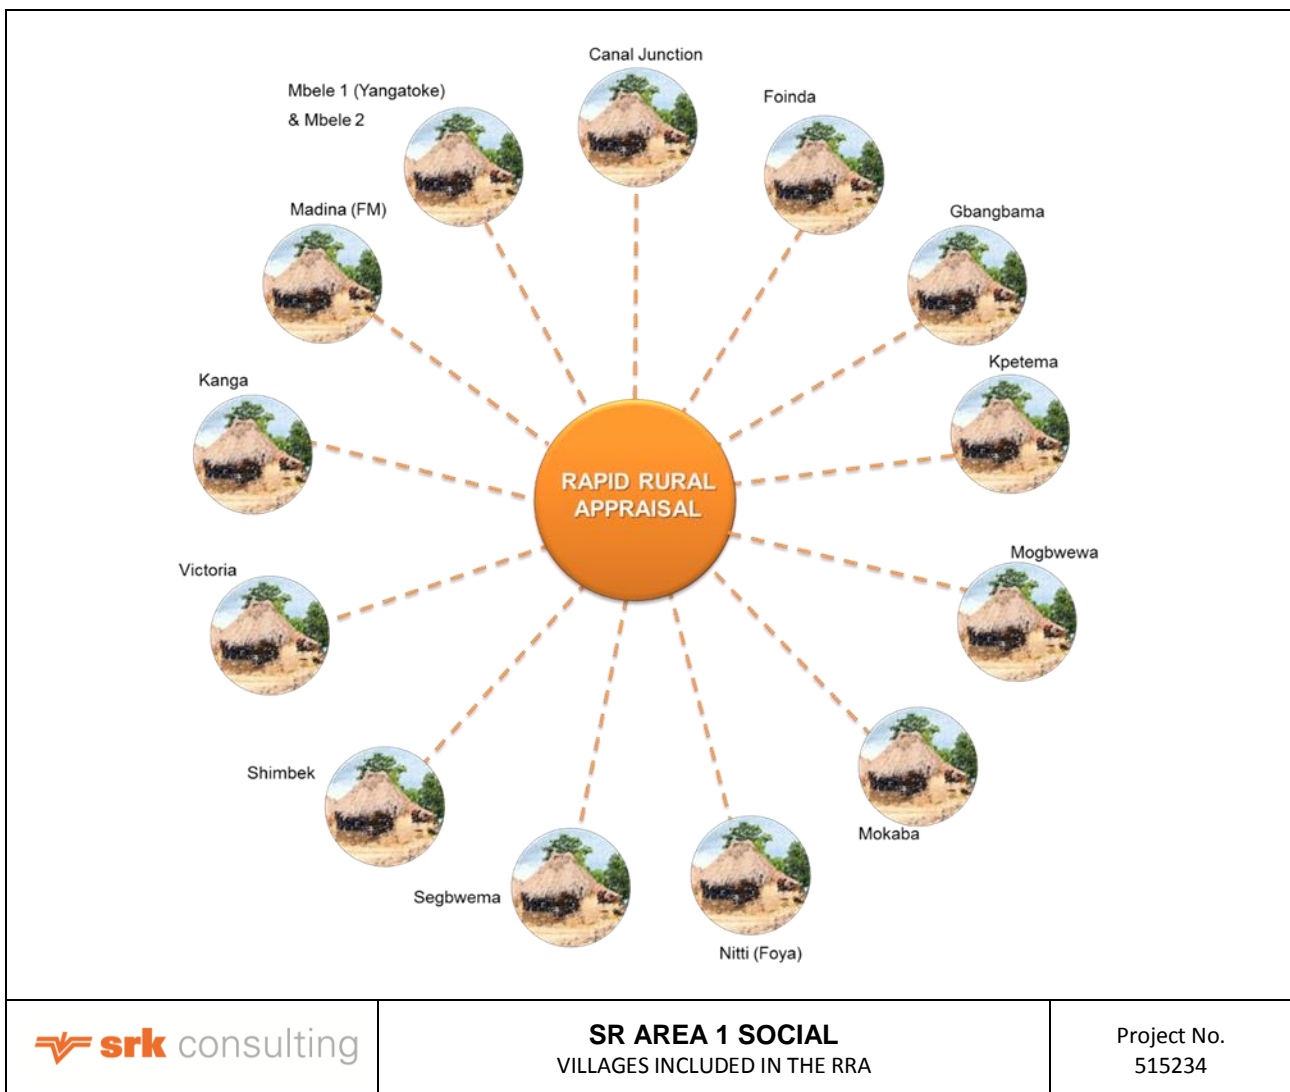 Canal Junction
Mbele 1 (Yangatoke)
& Mbele 2
Foinda
Madina (FM)
Gbangbama
Kanga
Kpetema
RAPID RURAL
APPRAISAL
Victoria
Mogbwewa
Shimbek
Mokaba
Segbwema
Nitti (Foya)
srk consulting
SR AREA 1 SOCIAL
VILLAGES INCLUDED IN THE RRA
Project No.
515234